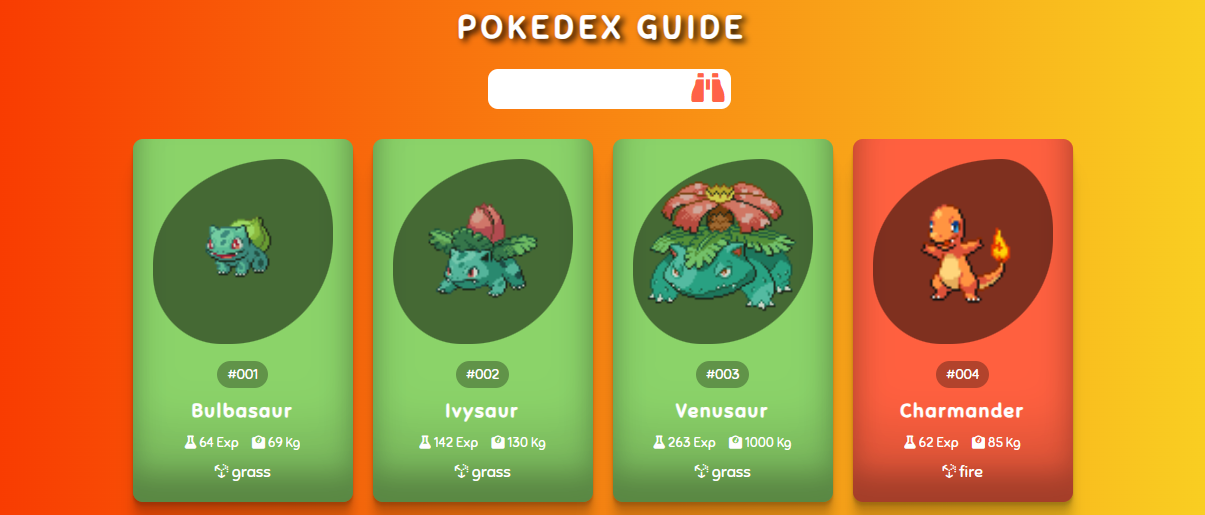 POKEDEX GUIDE
#001
Bulbasaur
64 Exp 69 Kg
grass
#002
Ivysaur
142 Exp 130 Kg
grass
#003
Venusaur
263 Exp 1000 Kg
grass
#004
Charmander
62 Exp 85 Kg
fire